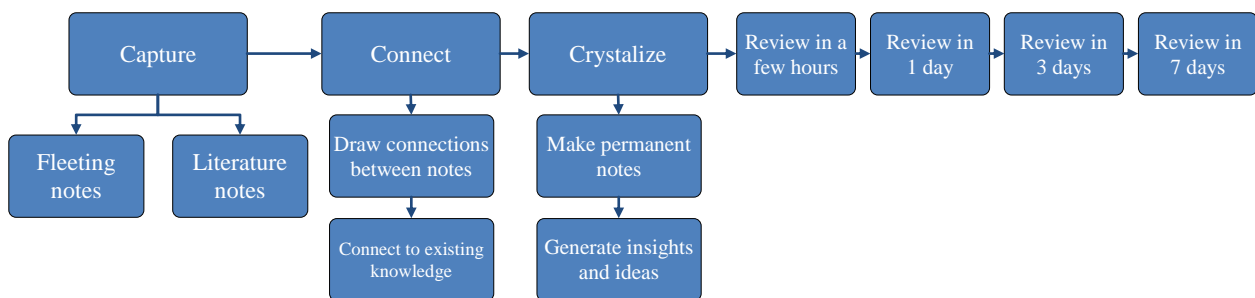 Capture
Connect
Crystalize
Review in a
few hours
Review in
1 day
Review in
3 days
Review in
7 days
Fleeting
notes
Literature
notes
Draw connections
between notes
Make permanent
notes
Connect to existing
knowledge
Generate insights
and ideas